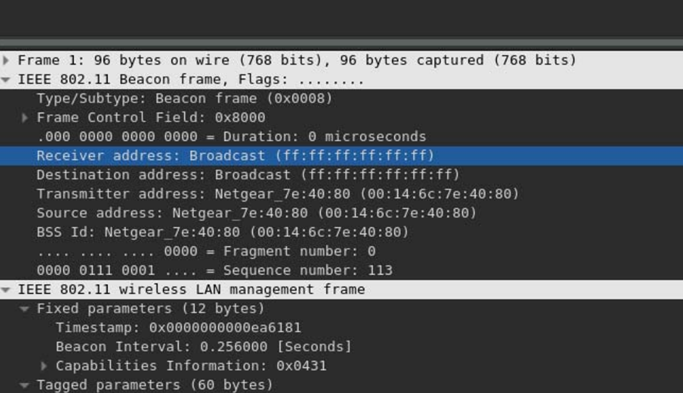 Frame 1: 96 bytes on wire (768 bits), 96 bytes captured (768 bits)
IEEE 802.11 Beacon frame, Flags: ........
Type/Subtype: Beacon frame (0x0008)
Frame Control Field: 0x8000
.000 0000 0000 0000 = Duration: 0 microseconds
Receiver address: Broadcast (ff:ff:ff:ff:ff:ff)
Destination address: Broadcast (ff:ff:ff:ff:ff:ff)
Transmitter address: Netgear_7e:40:80 (00:14:6c:7e:40:80)
Source address: Netgear_7e:40:80 (00:14:6c:7e:40:80)
BSS Id: Netgear_7e:40:80 (00:14:6c:7e:40:80)
.... .... .... 0000 = Fragment number: 0
0000 0111 0001 .... = Sequence number: 113
IEEE 802.11 wireless LAN management frame
Fixed parameters (12 bytes)
Timestamp: 0x0000000000ea6181
Beacon Interval: 0.256000 [Seconds]
Capabilities Information: 0x0431
Tagged parameters (60 bytes)